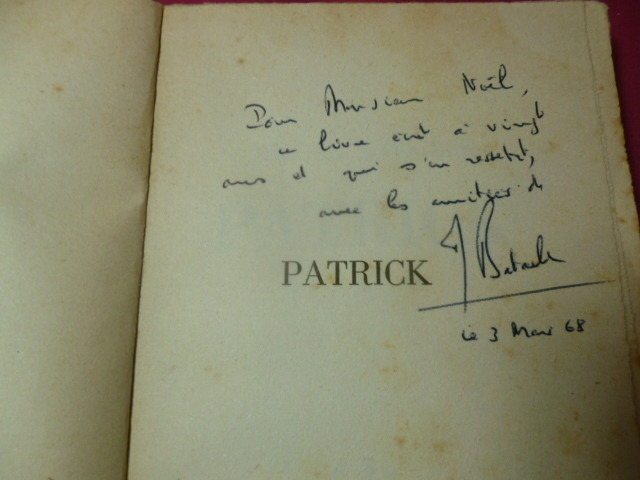 Pour Monsieur Noël,
ce livre écrit à vingt
ans et qui s'en ressent,
avec les amitiés de
PATRICK
le 3 Mars 68